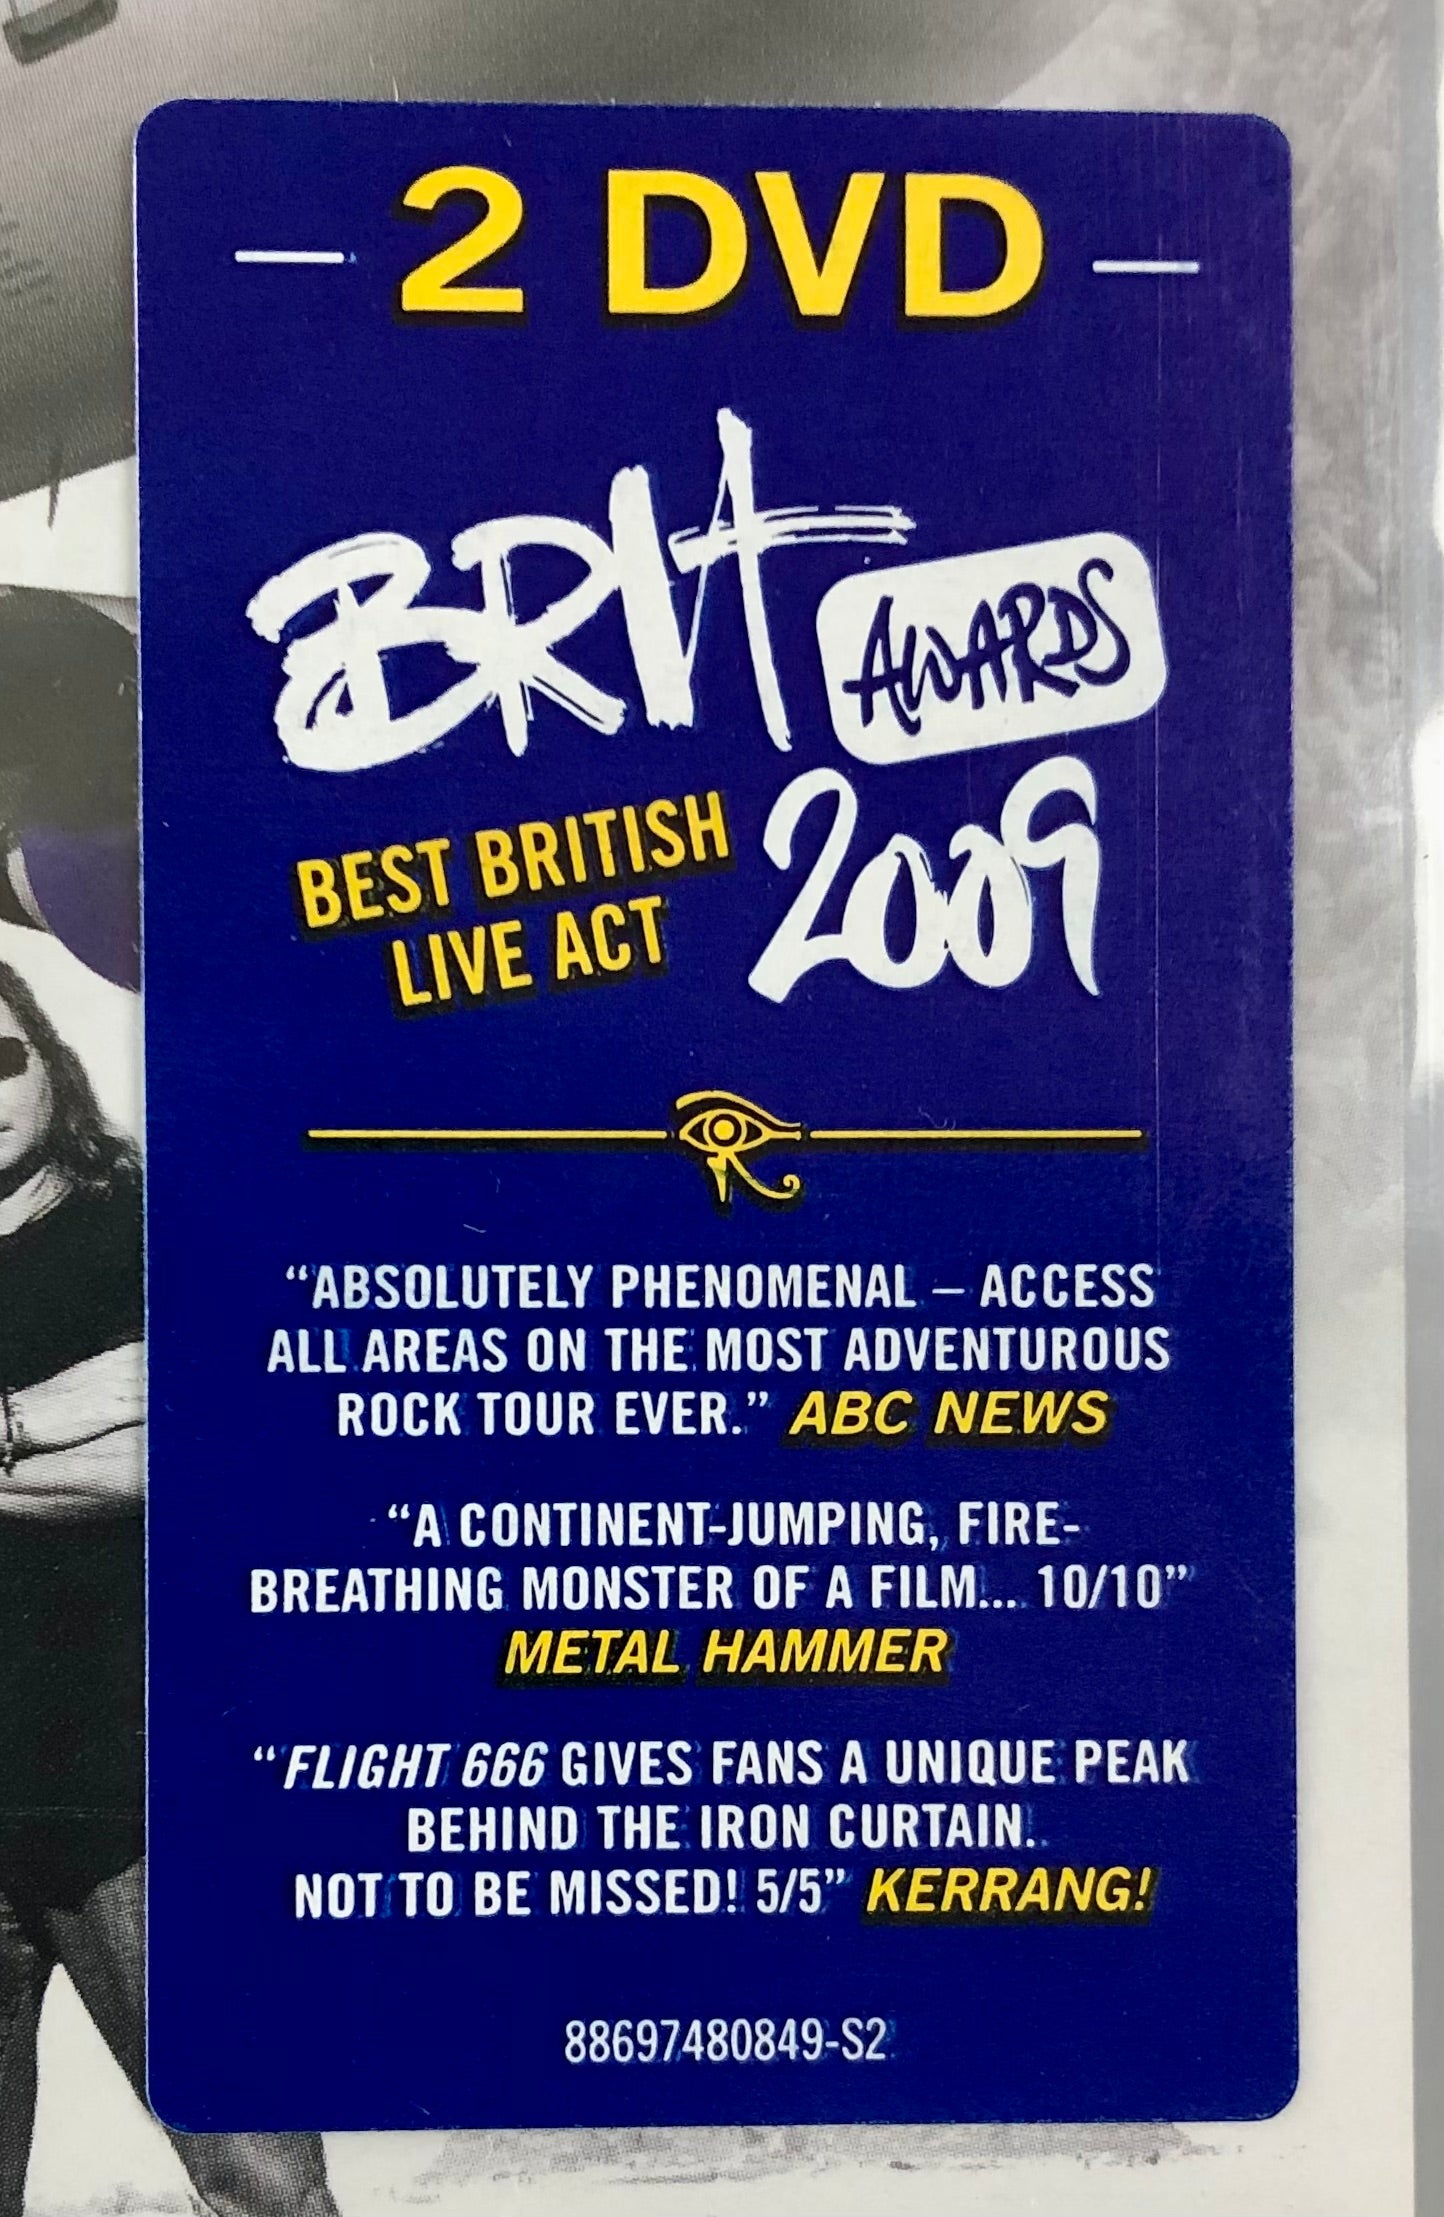 2 DVD
BRIT AWARDS
2009
BEST BRITISH
LIVE ACT
“ABSOLUTELY PHENOMENAL – ACCESS
ALL AREAS ON THE MOST ADVENTUROUS
ROCK TOUR EVER.” ABC NEWS
“A CONTINENT-JUMPING, FIRE-
BREATHING MONSTER OF A FILM... 10/10”
METAL HAMMER
“FLIGHT 666 GIVES FANS A UNIQUE PEAK
BEHIND THE IRON CURTAIN.
NOT TO BE MISSED! 5/5” KERRANG!
88697480849-S2